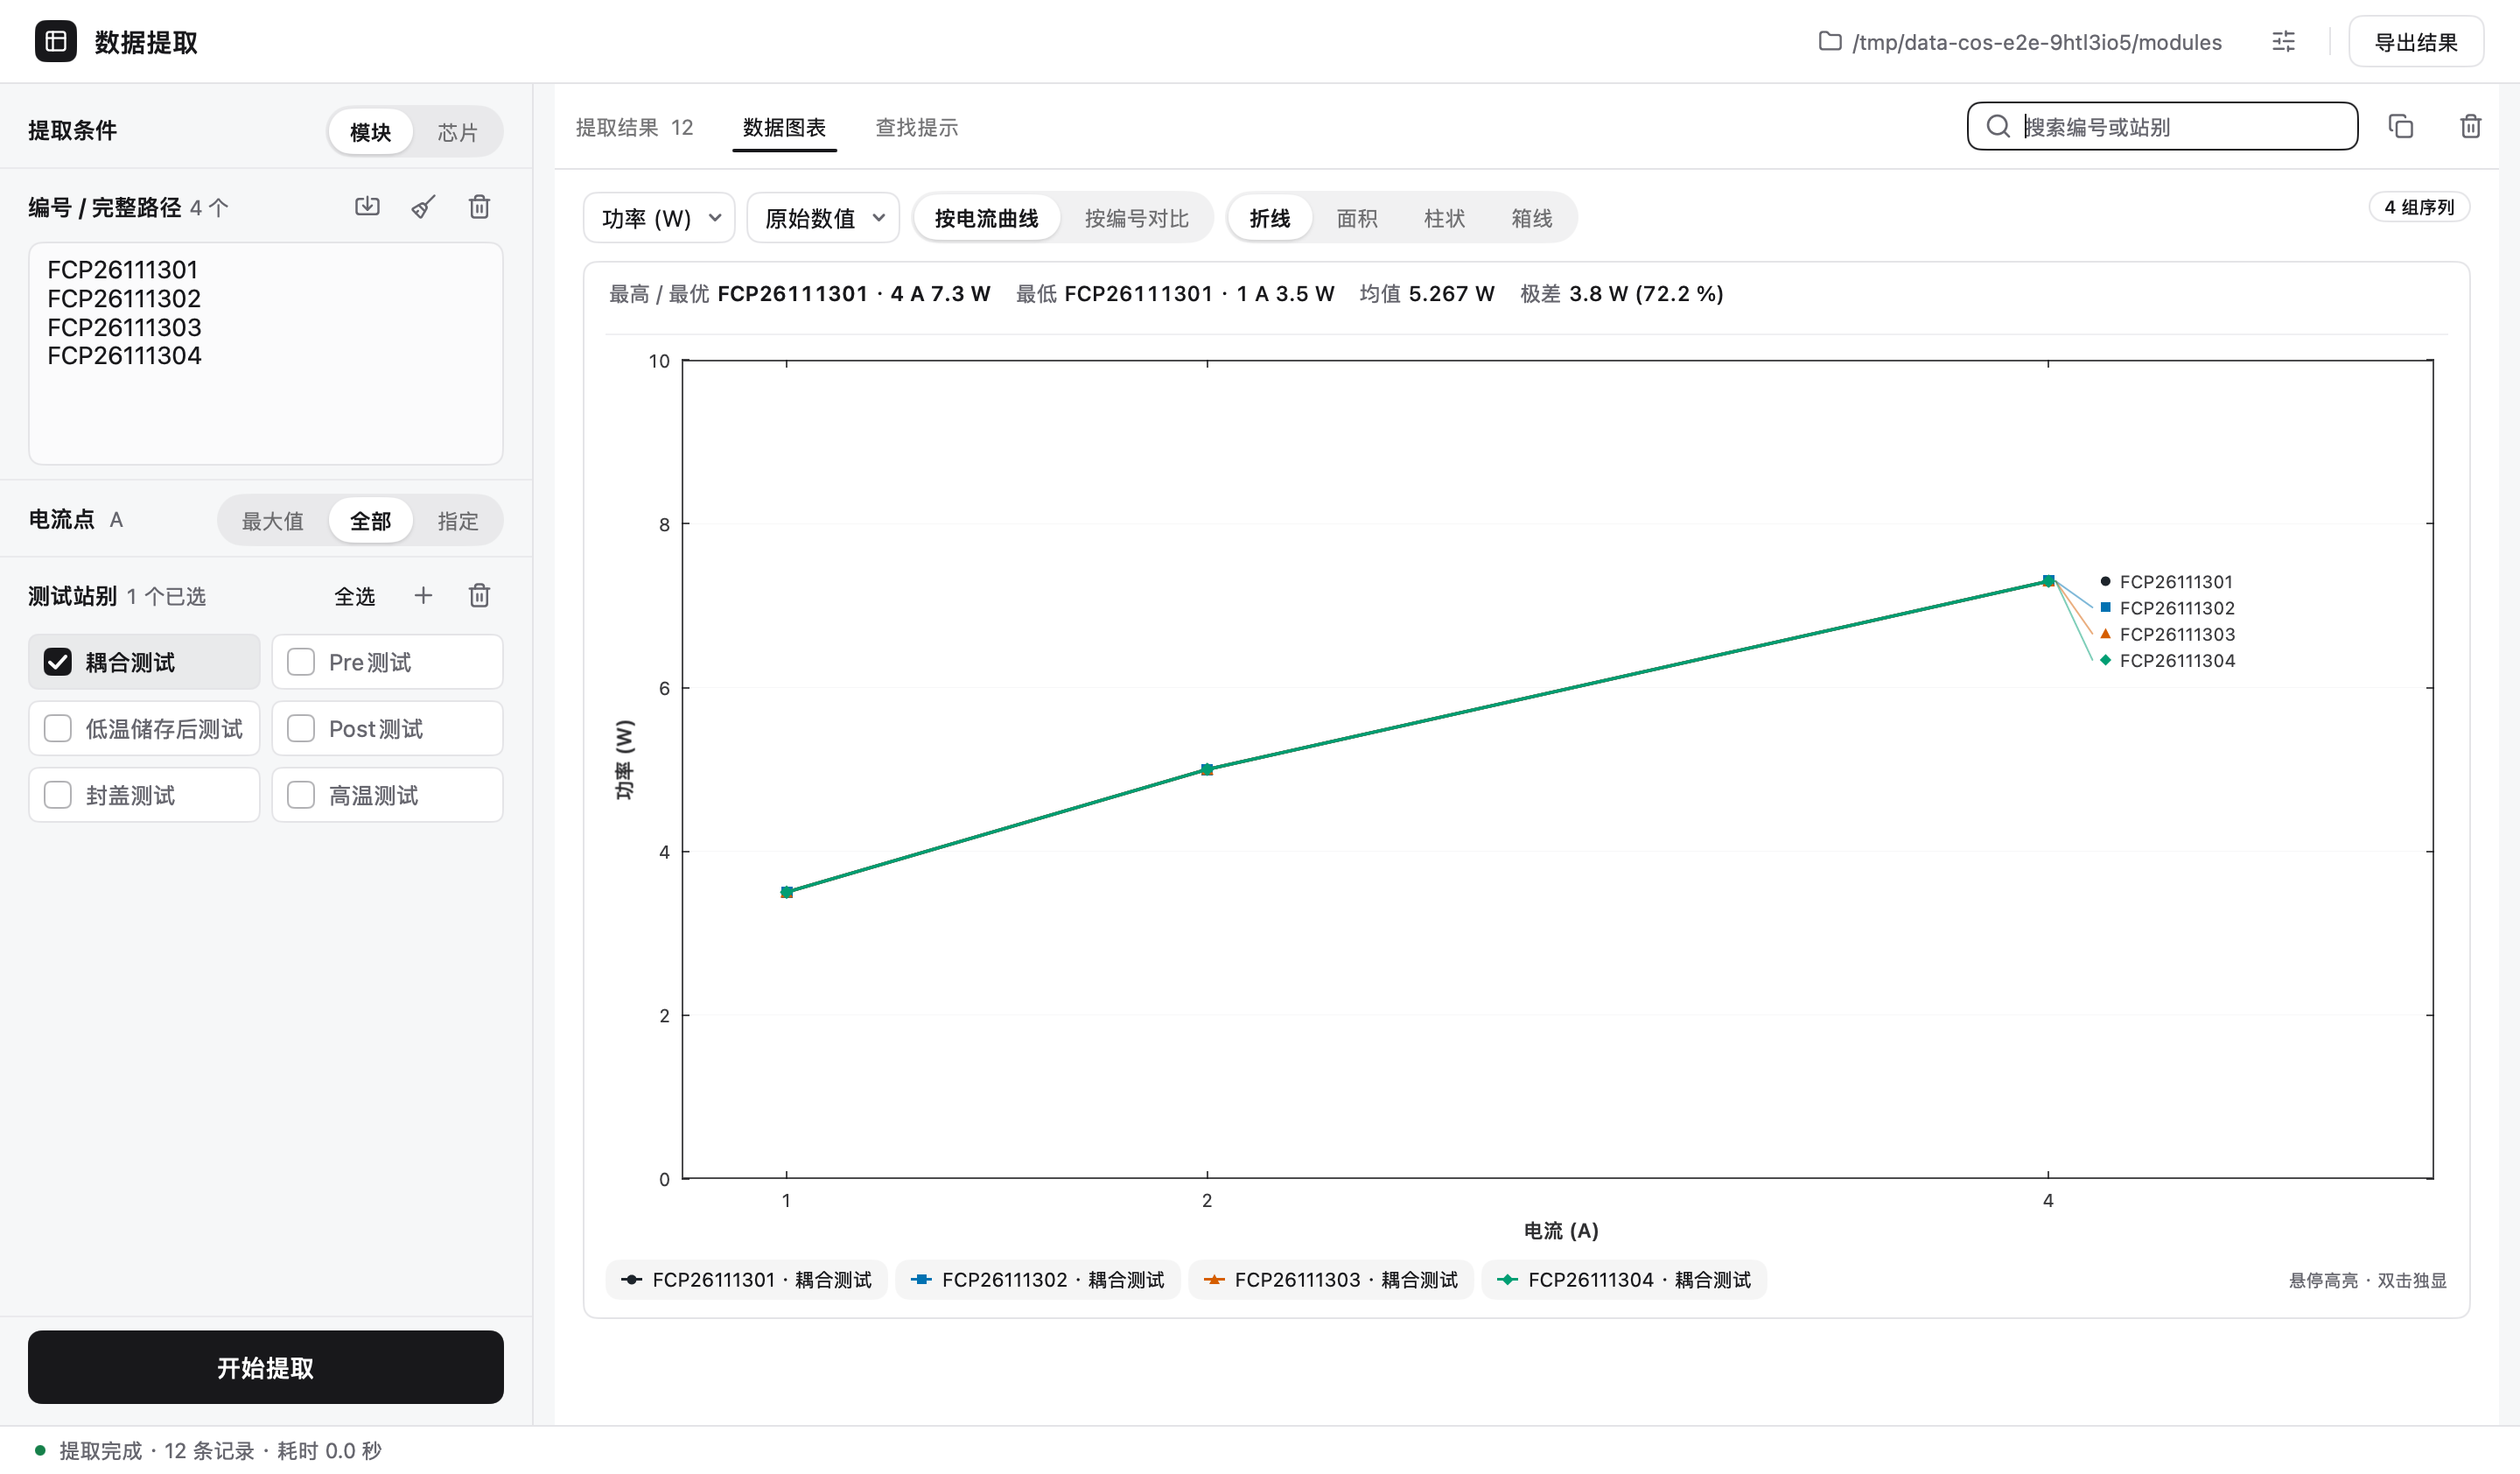 数据提取
/tmp/data-cos-e2e-9htl3io5/modules
导出结果
提取条件
模块 芯片
编号 / 完整路径 4 个
FCP26111301
FCP26111302
FCP26111303
FCP26111304
电流点 A
最大值 全部 指定
测试站别 1 个已选
全选
耦合测试 Pre测试
低温储存后测试 Post测试
封盖测试 高温测试
开始提取
提取结果 12 数据图表 查找提示
搜索编号或站别
功率 (W) 原始数值 按电流曲线 按编号对比 折线 面积 柱状 箱线
4 组序列
最高 / 最优 FCP26111301 · 4 A 7.3 W 最低 FCP26111301 · 1 A 3.5 W 均值 5.267 W 极差 3.8 W (72.2 %)
10
8
6
4
2
0
功率 (W)
FCP26111301
FCP26111302
FCP26111303
FCP26111304
1 2 4
电流 (A)
FCP26111301 · 耦合测试 FCP26111302 · 耦合测试 FCP26111303 · 耦合测试 FCP26111304 · 耦合测试
悬停高亮 · 双击独显
提取完成 · 12 条记录 · 耗时 0.0 秒